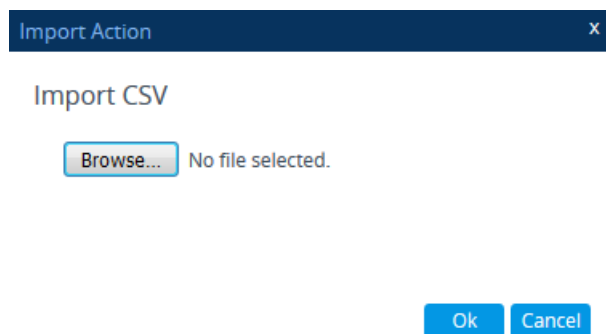 Import Action x
Import CSV
Browse... No file selected.
Ok Cancel